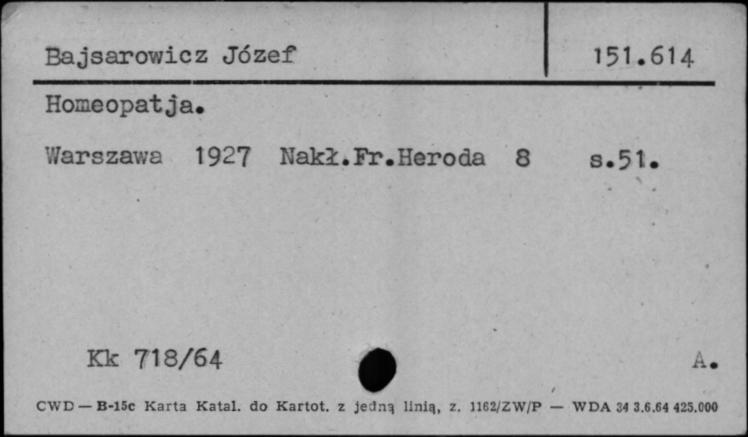 Bajsarowicz Józef 151.614
Homeopatja.
Warszawa 1927 Nakł.Fr.Heroda 8 s.51.
Kk 718/64 A.
CWD — B-15c Karta Katal. do Kartot. z jedną linią, z. 1162/ZW/P — WDA 34 3.6.64 425.000